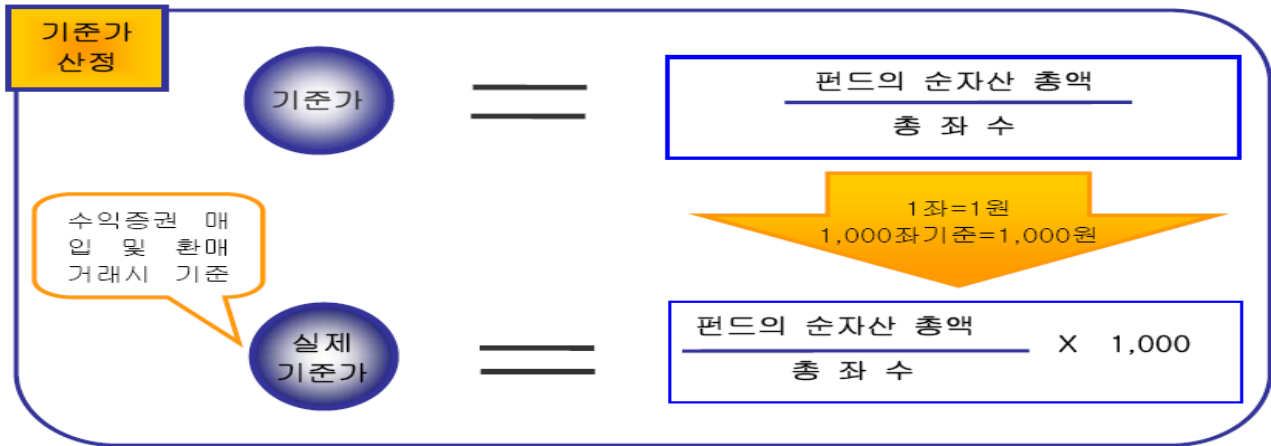 기준가
산정
기준가
펀드의 순자산 총액
총 좌 수
1좌=1원
1,000좌기준=1,000원
수익증권 매
입 및 환매
거래시 기준
실제
기준가
펀드의 순자산 총액
총 좌 수
X 1,000